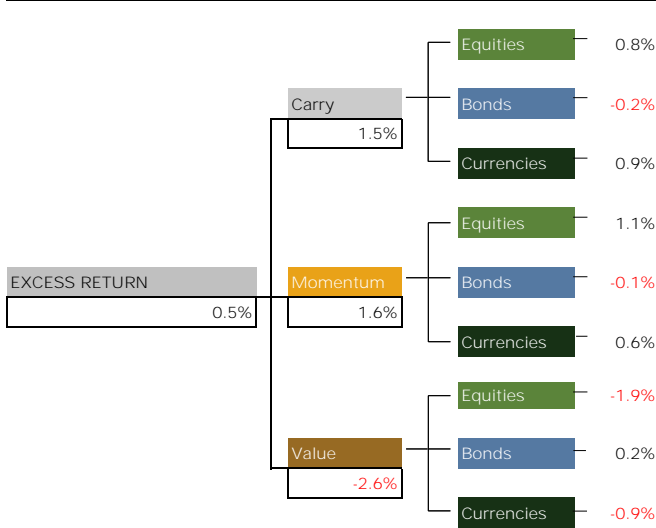 Equities 0.8%
Carry
Bonds -0.2%
1.5%
Currencies 0.9%
Equities 1.1%
EXCESS RETURN
Momentum
Bonds -0.1%
0.5%
1.6%
Currencies 0.6%
Equities -1.9%
Value
Bonds 0.2%
-2.6%
Currencies -0.9%